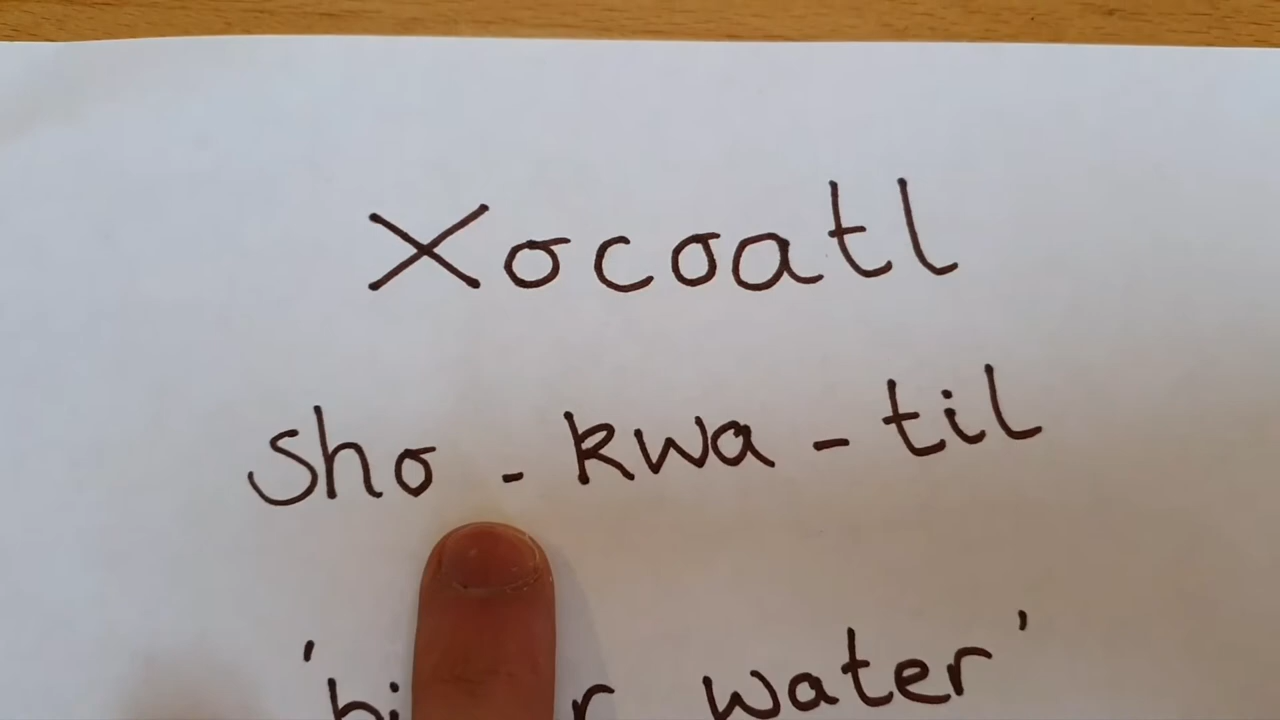 Xocoatl
Sho - kwa - til
water'